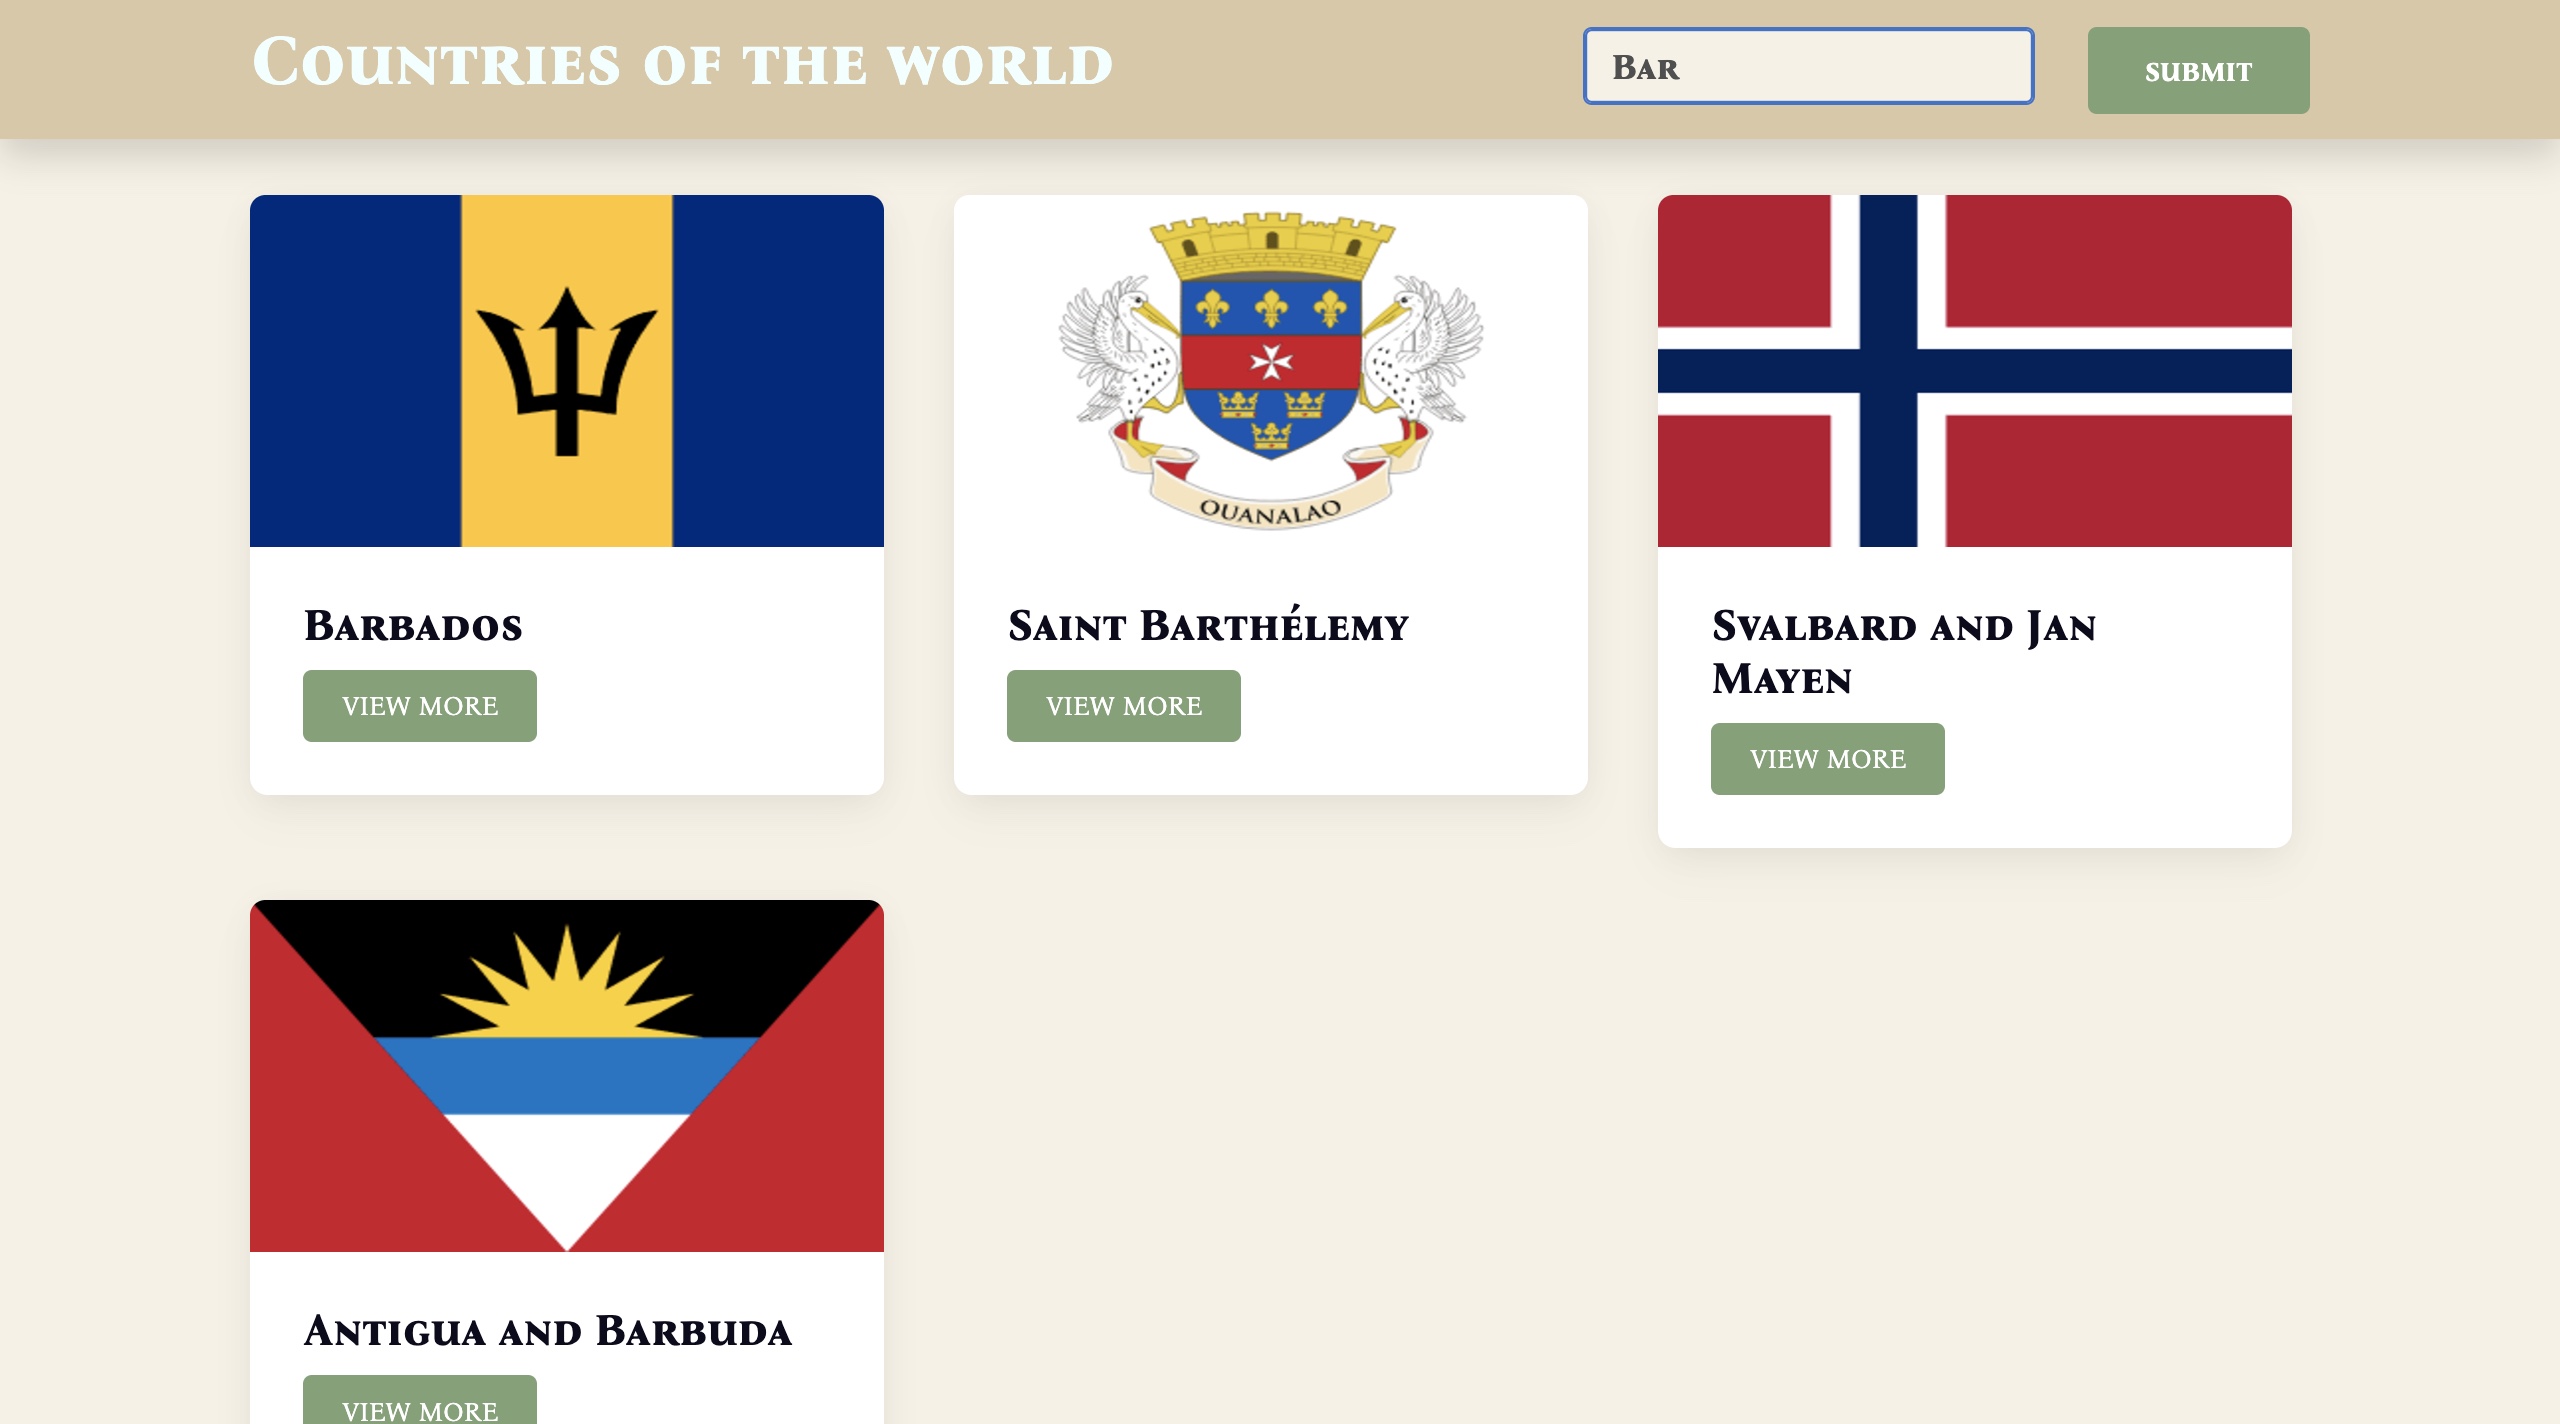 Countries of the world
Bar
SUBMIT
OUANALAO
Barbados
VIEW MORE
Saint Barthélemy
VIEW MORE
Svalbard and Jan
Mayen
VIEW MORE
Antigua and Barbuda
VIEW MORE